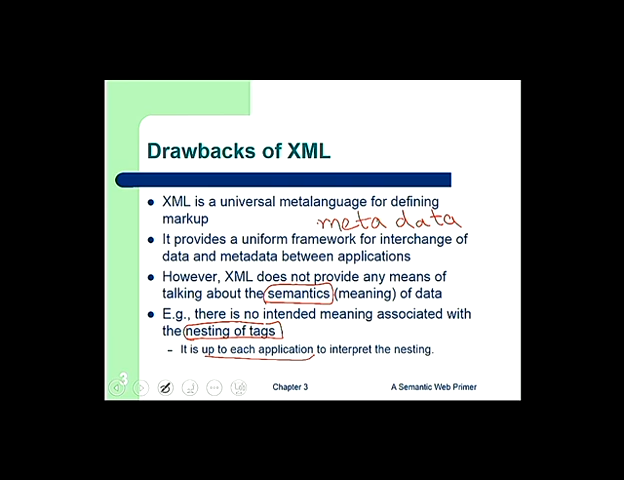 Drawbacks of XML
• XML is a universal metalanguage for defining
markup
meta data
• It provides a uniform framework for interchange of
data and metadata between applications
• However, XML does not provide any means of
talking about the semantics (meaning) of data
• E.g., there is no intended meaning associated with
the nesting of tags
– It is up to each application to interpret the nesting.
3
Chapter 3
A Semantic Web Primer